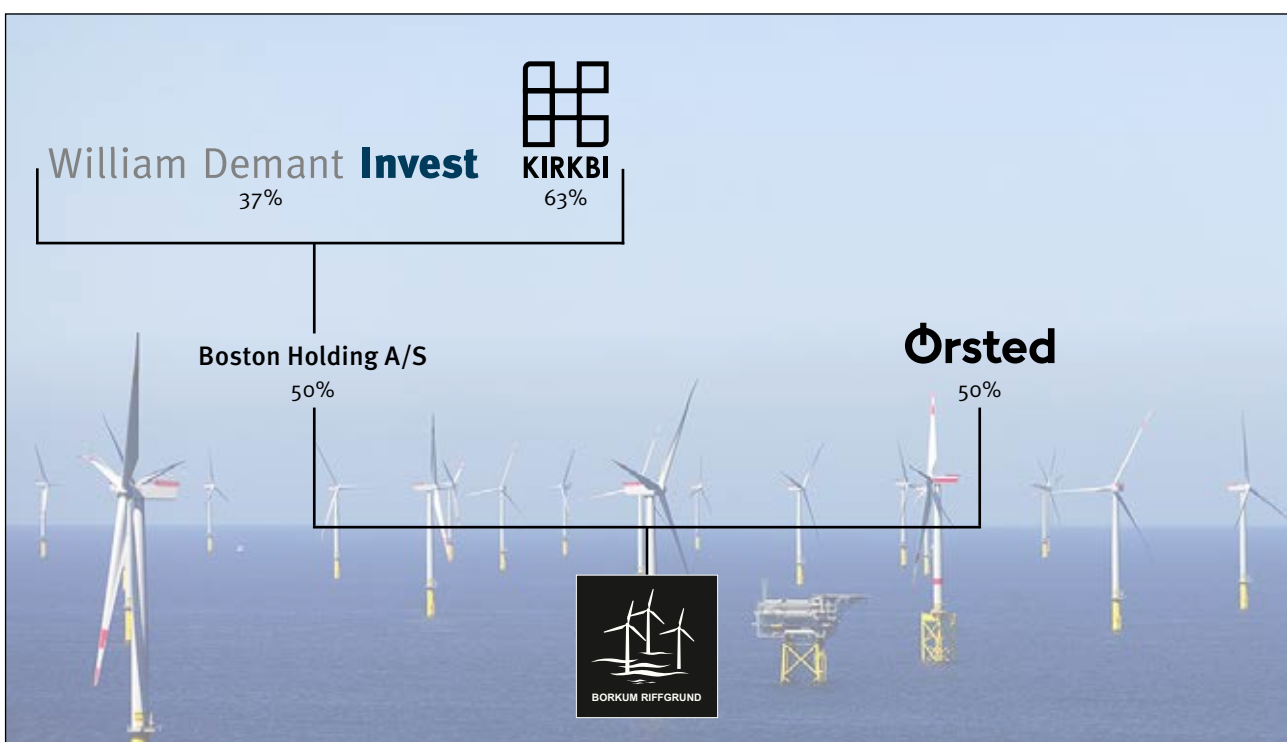 William Demant Invest
37%
KIRKBI
63%
Boston Holding A/S
50%
Ørsted
50%
BORKUM RIFFGRUND